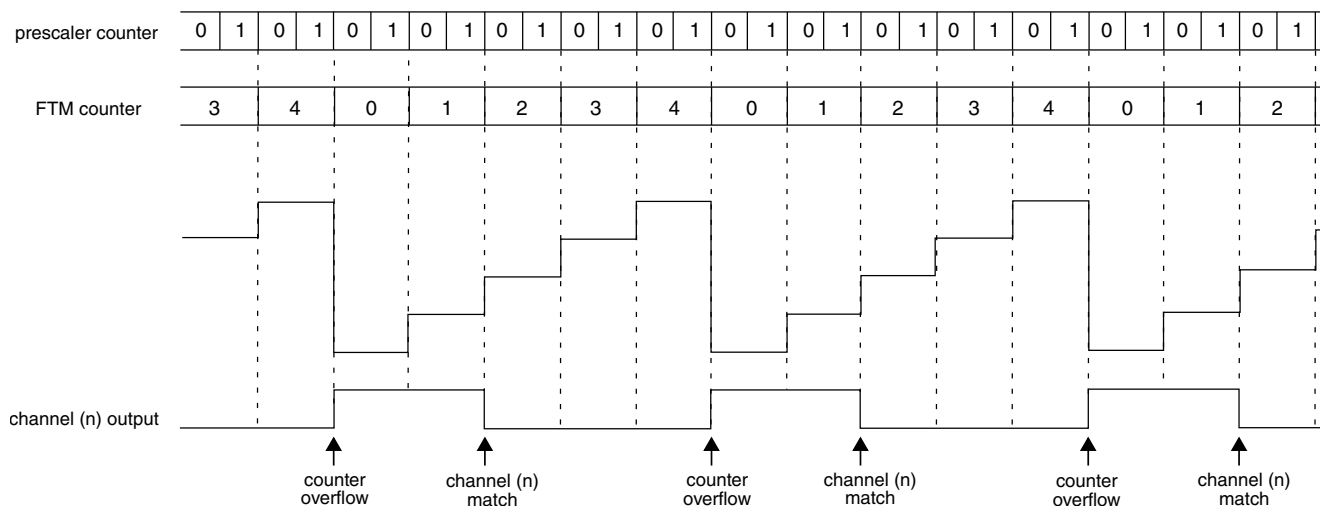 prescaler counter 0 1 0 1 0 1 0 1 0 1 0 1 0 1 0 1 0 1 0 1 0 1 0 1 0 1 0 1 0 1
FTM counter 3 4 0 1 2 3 4 0 1 2 3 4 0 1 2
channel (n) output
counter overflow
channel (n) match
counter overflow
channel (n) match
counter overflow
channel (n) match